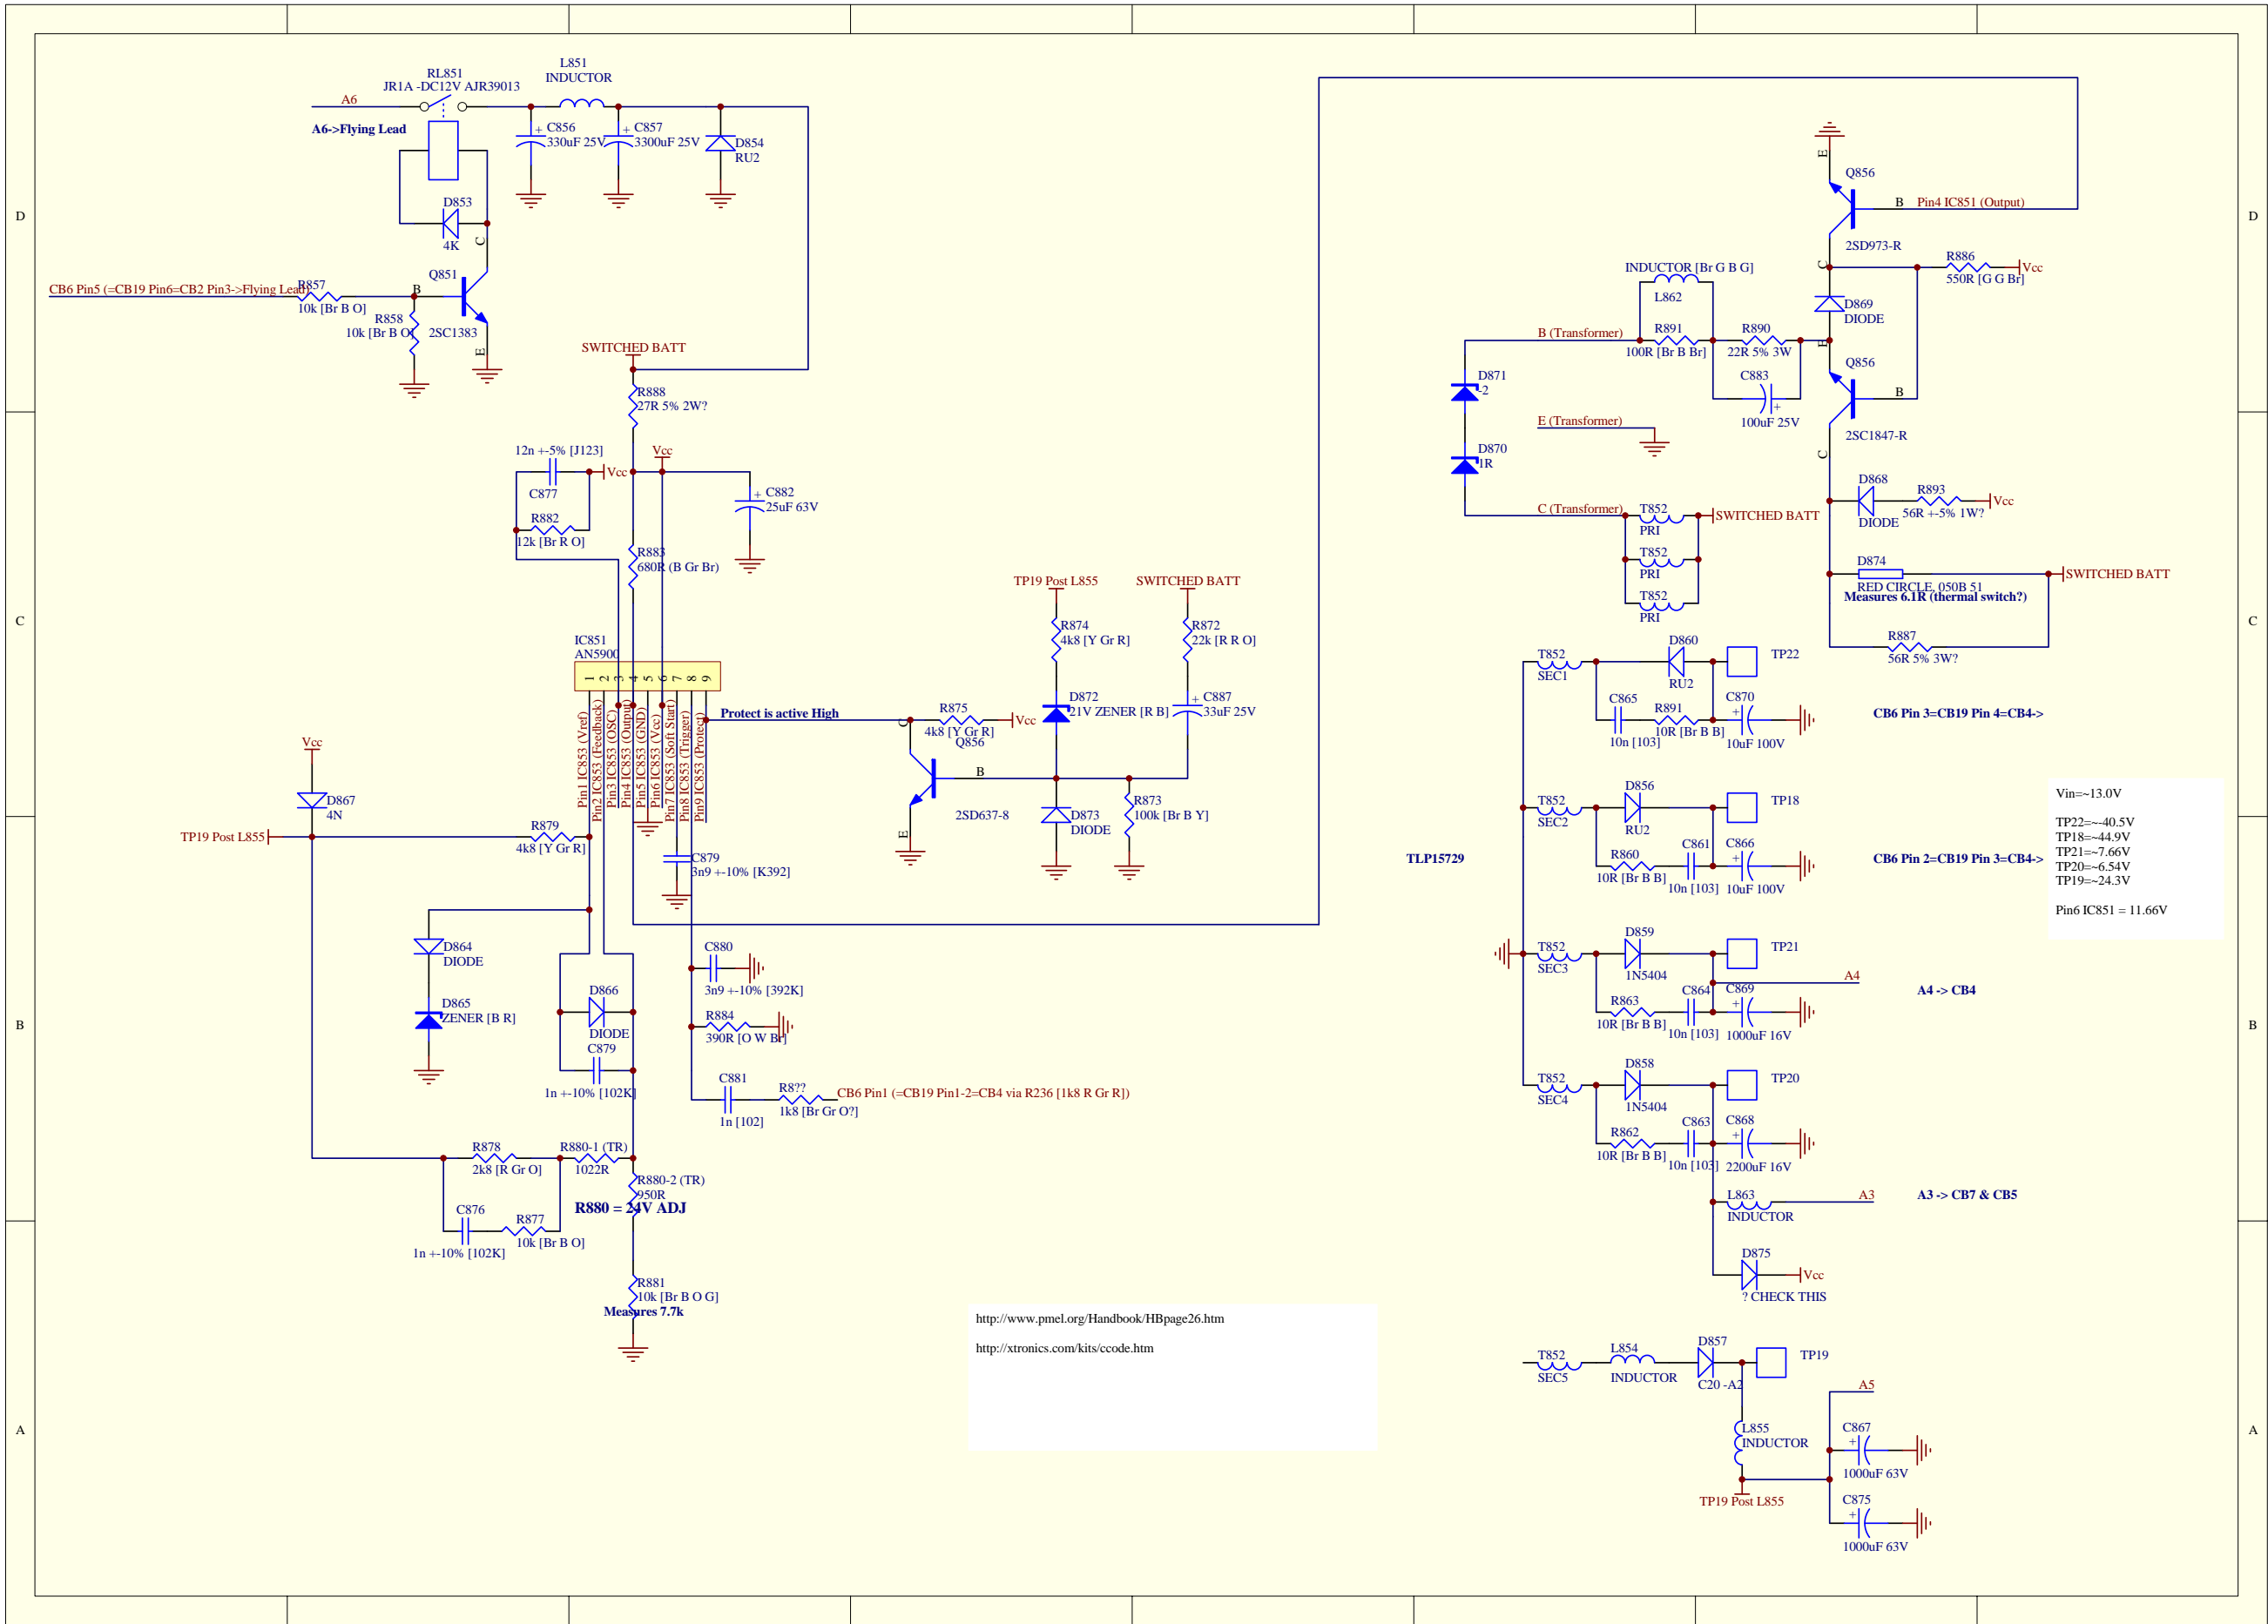 L851
INDUCTOR
RL851
JR1A -DC12V AJR39013
A6
A6->Flying Lead
+ C856
330uF 25V
+ C857
3300uF 25V
D854
RU2
D853
4K
C
Q851
B
2SC1383
E
CB6 Pin5 (=CB19 Pin6=CB2 Pin3->Flying Lead)
R857
10k [Br B O]
R858
10k [Br B O]
SWITCHED BATT
R888
27R 5% 2W?
12n +-5% [J123]
C877
Vcc
Vcc
R882
12k [Br R O]
+ C882
25uF 63V
R883
680R (B Gr Br)
IC851
AN5900
1 2 3 4 5 6 7 8 9
Pin1 IC853 (Vref)
Pin2 IC853 (Feedback)
Pin3 IC853 (OSC)
Pin4 IC853 (Output)
Pin5 IC853 (GND)
Pin6 IC853 (Vcc)
Pin7 IC853 (Soft Start)
Pin8 IC853 (Trigger)
Pin9 IC853 (Protect)
Protect is active High
TP19 Post L855
SWITCHED BATT
R874
4k8 [Y Gr R]
R872
22k [R R O]
D872
21V ZENER [R B]
+ C887
33uF 25V
R875
4k8 [Y Gr R]
Vcc
C
Q856
B
2SD637-8
E
D873
DIODE
R873
100k [Br B Y]
Vcc
D867
4N
TP19 Post L855
R879
4k8 [Y Gr R]
C879
3n9 +-10% [K392]
D864
DIODE
D865
ZENER [B R]
D866
DIODE
C879
1n +-10% [102K]
C880
3n9 +-10% [392K]
R884
390R [O W Br]
C881
1n [102]
R8??
1k8 [Br Gr O?]
CB6 Pin1 (=CB19 Pin1-2=CB4 via R236 [1k8 R Gr R])
R878
2k8 [R Gr O]
R880-1 (TR)
1022R
R880-2 (TR)
950R
R880 = 24V ADJ
C876
1n +-10% [102K]
R877
10k [Br B O]
R881
10k [Br B O G]
Measures 7.7k
http://www.pmel.org/Handbook/HBpage26.htm
http://xtronics.com/kits/ccode.htm
E
Q856
B
Pin4 IC851 (Output)
2SD973-R
C
R886
550R [G G Br]
Vcc
INDUCTOR [Br G B G]
L862
D869
DIODE
B (Transformer)
R891
100R [Br B Br]
R890
22R 5% 3W
E
Q856
B
C883
+
100uF 25V
2SC1847-R
C
D871
-2
E (Transformer)
D870
1R
C (Transformer)
T852
PRI
T852
PRI
T852
PRI
SWITCHED BATT
D868
DIODE
R893
56R +-5% 1W?
Vcc
D874
RED CIRCLE, 050B 51
Measures 6.1R (thermal switch?)
SWITCHED BATT
R887
56R 5% 3W?
T852
SEC1
D860
RU2
TP22
C865
10n [103]
R891
10R [Br B B]
C870
+
10uF 100V
CB6 Pin 3=CB19 Pin 4=CB4->
T852
SEC2
D856
RU2
TP18
R860
10R [Br B B]
C861
10n [103]
C866
+
10uF 100V
CB6 Pin 2=CB19 Pin 3=CB4->
TLP15729
Vin=~13.0V
TP22=~-40.5V
TP18=~44.9V
TP21=~7.66V
TP20=~6.54V
TP19=~24.3V
Pin6 IC851 = 11.66V
T852
SEC3
D859
1N5404
TP21
A4
A4 -> CB4
R863
10R [Br B B]
C864
10n [103]
C869
+
1000uF 16V
T852
SEC4
D858
1N5404
TP20
R862
10R [Br B B]
C863
10n [103]
C868
+
2200uF 16V
L863
INDUCTOR
A3
A3 -> CB7 & CB5
D875
Vcc
? CHECK THIS
T852
SEC5
L854
INDUCTOR
D857
C20 -A2
TP19
A5
L855
INDUCTOR
TP19 Post L855
C867
+
1000uF 63V
C875
+
1000uF 63V
D
C
B
A
D
C
B
A